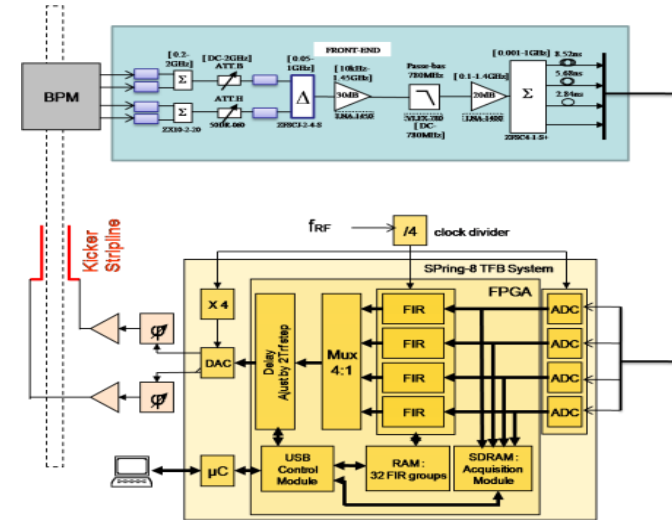 FRONT-END
[ 0.2-
2GHz]
[DC-2GHz]
ATT.B
[0.05-
1GHz]
[10kHz-
1.45GHz]
Passe-bas
780MHz
[0.1-1.4GHz]
[0.001-1GHz]
8.52ns
5.68ns
2.84ns
BPM
Σ
Σ
Δ
30dB
20dB
Σ
ATT.H
ZX10-2-20
50DR-060
ZFSCJ-2-4-S
LNA-1450
VLFX-780
[DC-
780MHz]
LNA-1400
ZFSC4-1-S+
Kicker
Stripline
fRF
/4
clock divider
SPring-8 TFB System
FPGA
X 4
DAC
φ
φ
Delay
Ajust by 2Trf step
Mux
4:1
FIR
FIR
FIR
FIR
ADC
ADC
ADC
ADC
µC
USB
Control
Module
RAM :
32 FIR groups
SDRAM :
Acquisition
Module